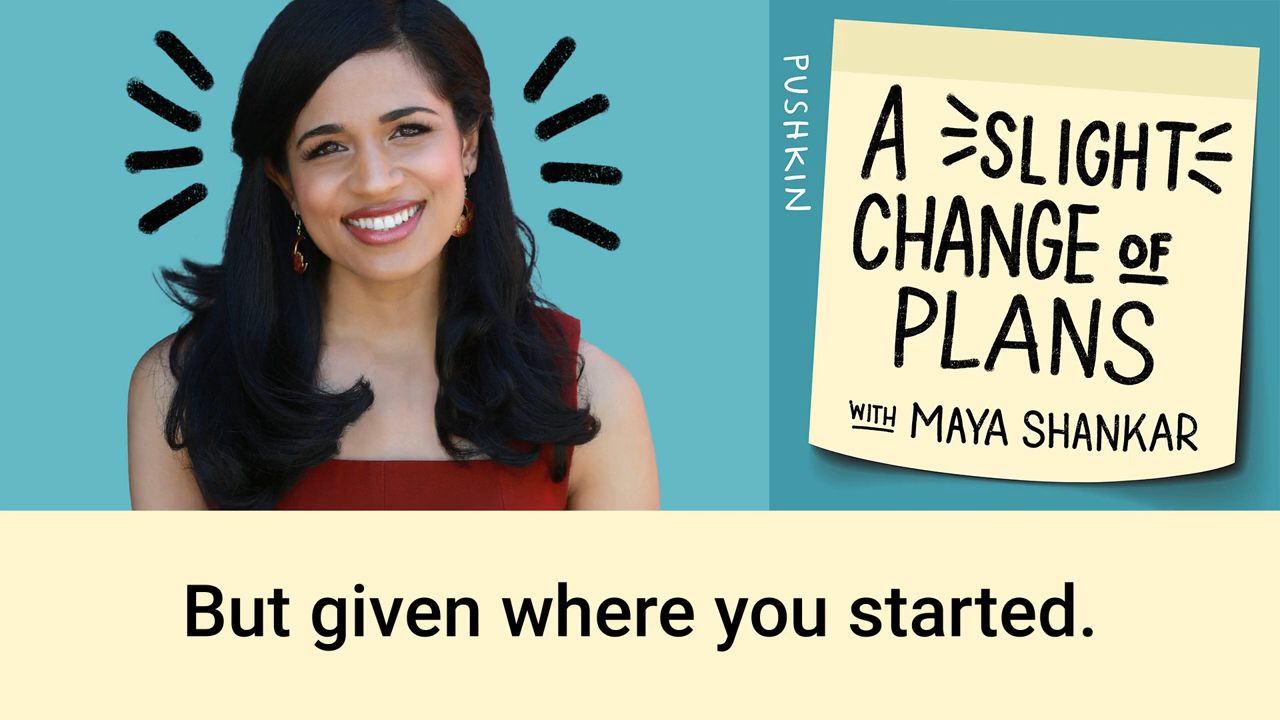 PUSHKIN
A SLIGHT
CHANGE OF
PLANS
WITH MAYA SHANKAR
But given where you started.